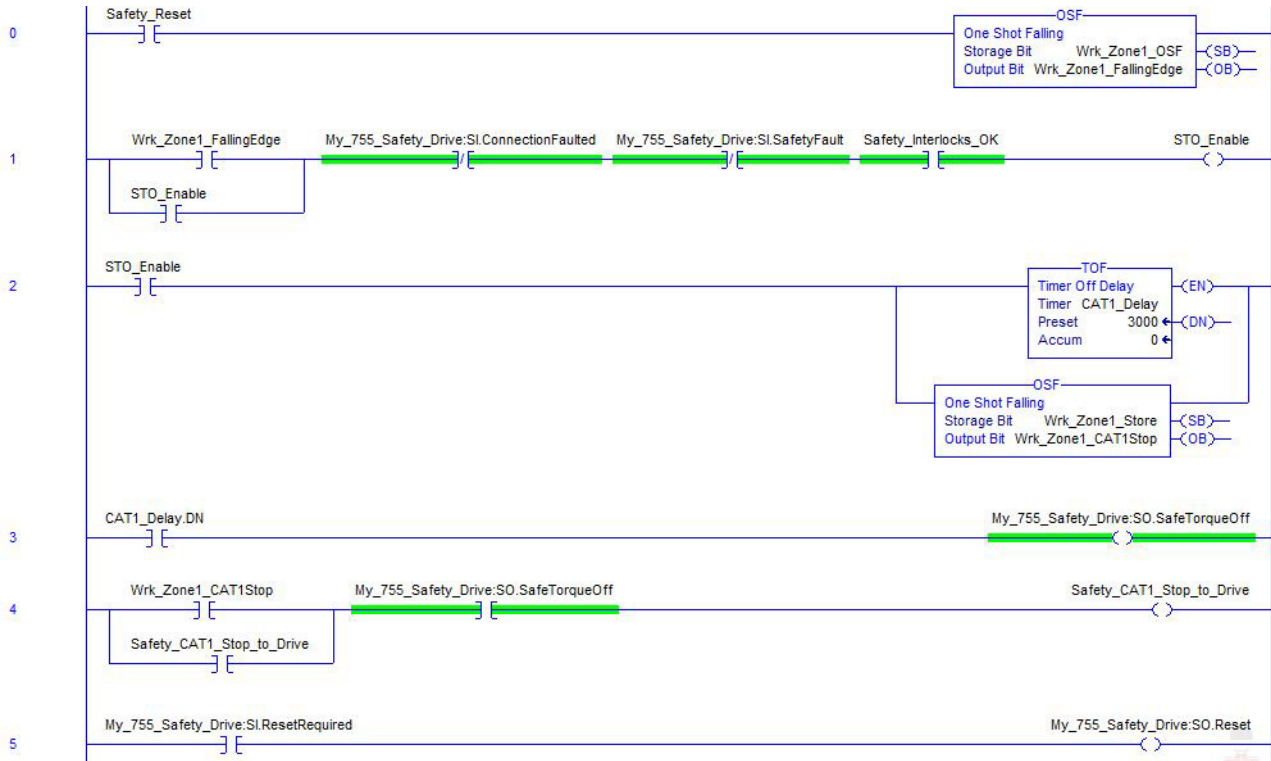 Safety_Reset
OSF
0
One Shot Falling
Storage Bit Wrk_Zone1_OSF (SB)
Output Bit Wrk_Zone1_FallingEdge (OB)
Wrk_Zone1_FallingEdge My_755_Safety_Drive:SI.ConnectionFaulted My_755_Safety_Drive:SI.SafetyFault Safety_Interlocks_OK STO_Enable
1
STO_Enable
STO_Enable
TOF
2
Timer Off Delay (EN)
Timer CAT1_Delay
Preset 3000 (DN)
Accum 0
OSF
One Shot Falling
Storage Bit Wrk_Zone1_Store (SB)
Output Bit Wrk_Zone1_CAT1Stop (OB)
CAT1_Delay.DN My_755_Safety_Drive:SO.SafeTorqueOff
3
Wrk_Zone1_CAT1Stop My_755_Safety_Drive:SO.SafeTorqueOff Safety_CAT1_Stop_to_Drive
4
Safety_CAT1_Stop_to_Drive
My_755_Safety_Drive:SI.ResetRequired My_755_Safety_Drive:SO.Reset
5